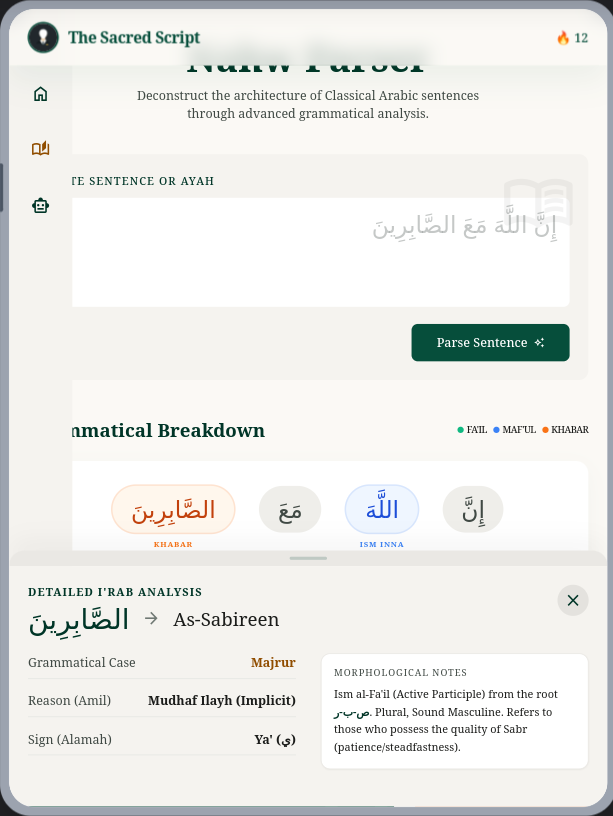 The Sacred Script
🔥 12
Nahw Parser
Deconstruct the architecture of Classical Arabic sentences
through advanced grammatical analysis.
TE SENTENCE OR AYAH
إِنَّ اللَّهَ مَعَ الصَّابِرِينَ
Parse Sentence
mmatical Breakdown
FA'IL MAF'UL KHABAR
إِنَّ اللَّهَ مَعَ الصَّابِرِينَ
ISM INNA KHABAR
DETAILED I'RAB ANALYSIS
الصَّابِرِينَ → As-Sabireen
Grammatical Case Majrur
Reason (Amil) Mudhaf Ilayh (Implicit)
Sign (Alamah) Ya' (ي)
MORPHOLOGICAL NOTES
Ism al-Fa'il (Active Participle) from the root
ص-ب-ر. Plural, Sound Masculine. Refers to
those who possess the quality of Sabr
(patience/steadfastness).